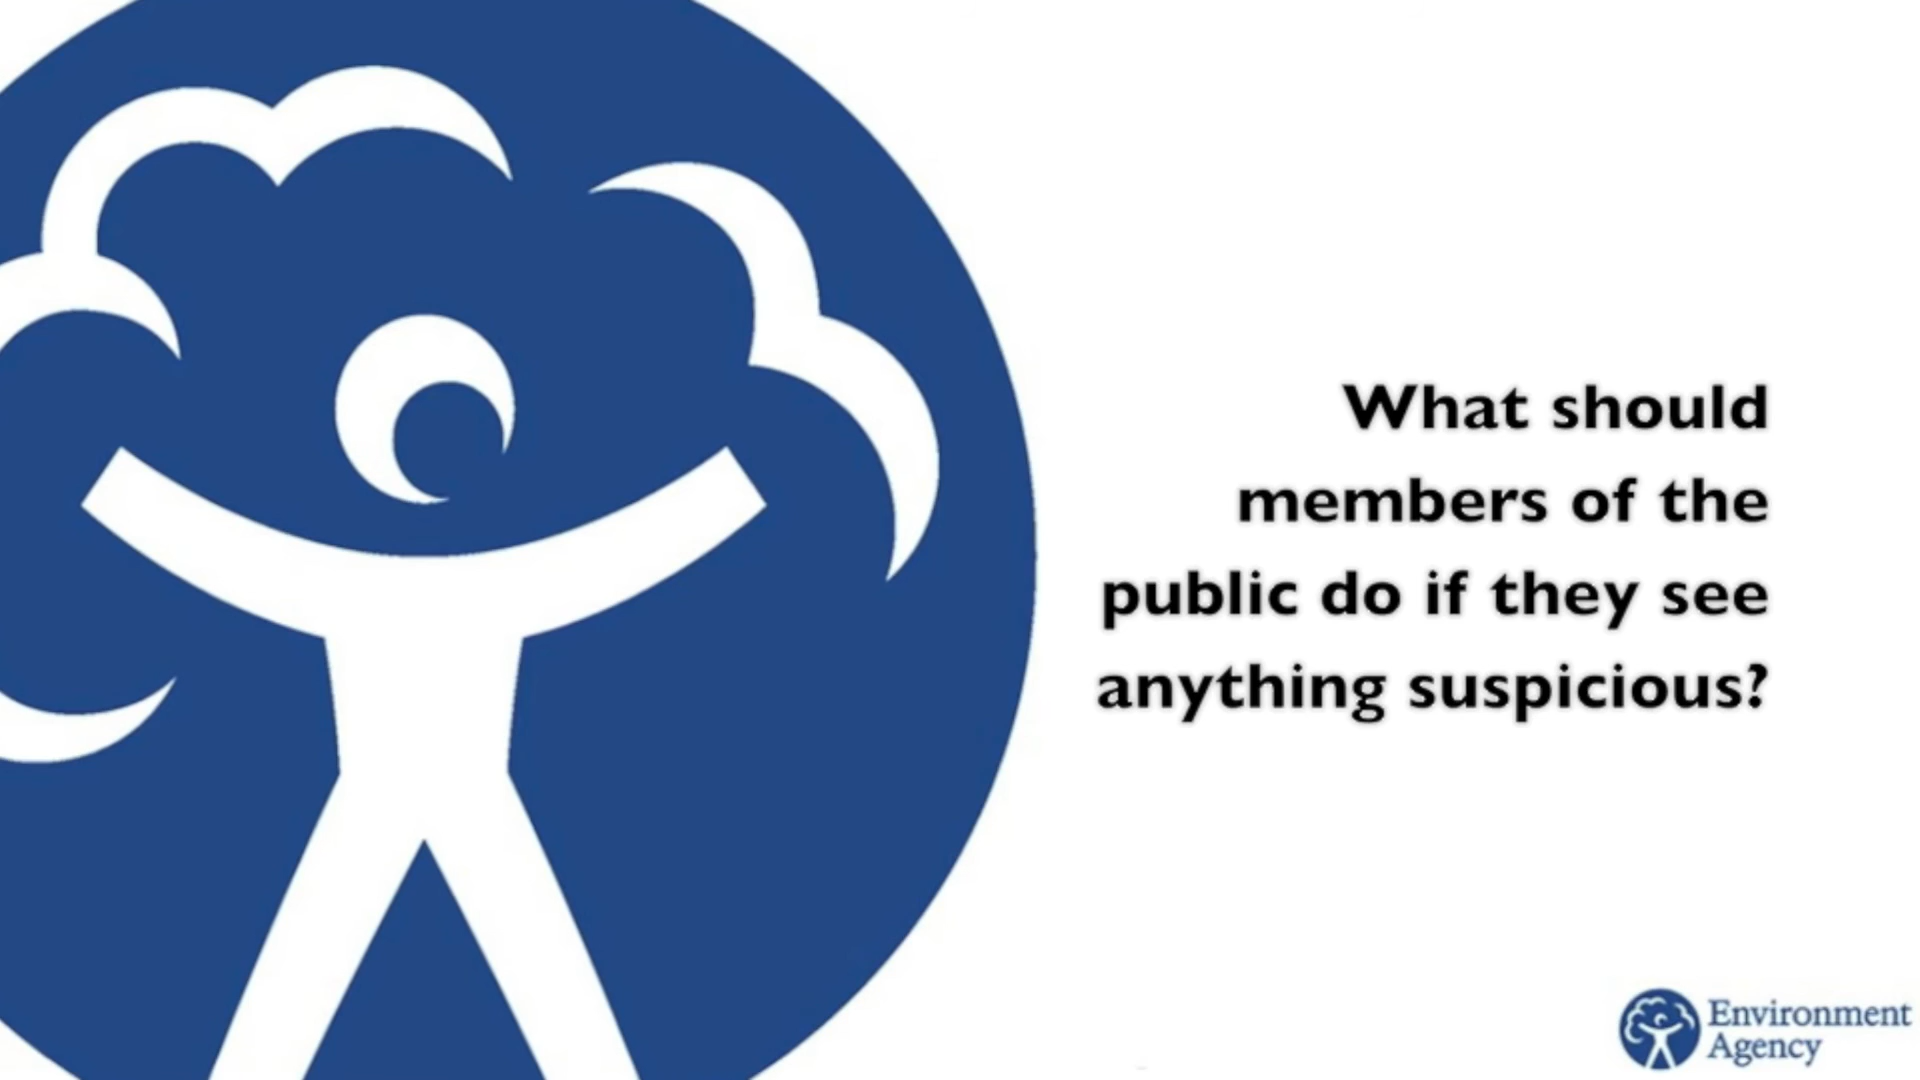 What should
members of the
public do if they see
anything suspicious?
Environment
Agency